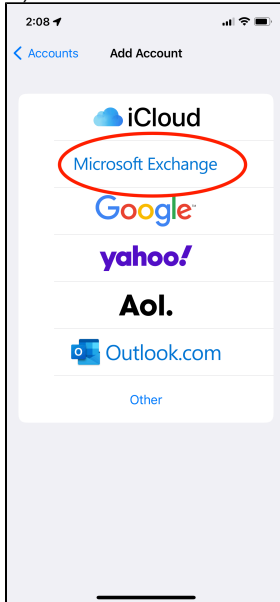 2:08
Accounts
Add Account
iCloud
Microsoft Exchange
Google
yahoo!
Aol.
Outlook.com
Other